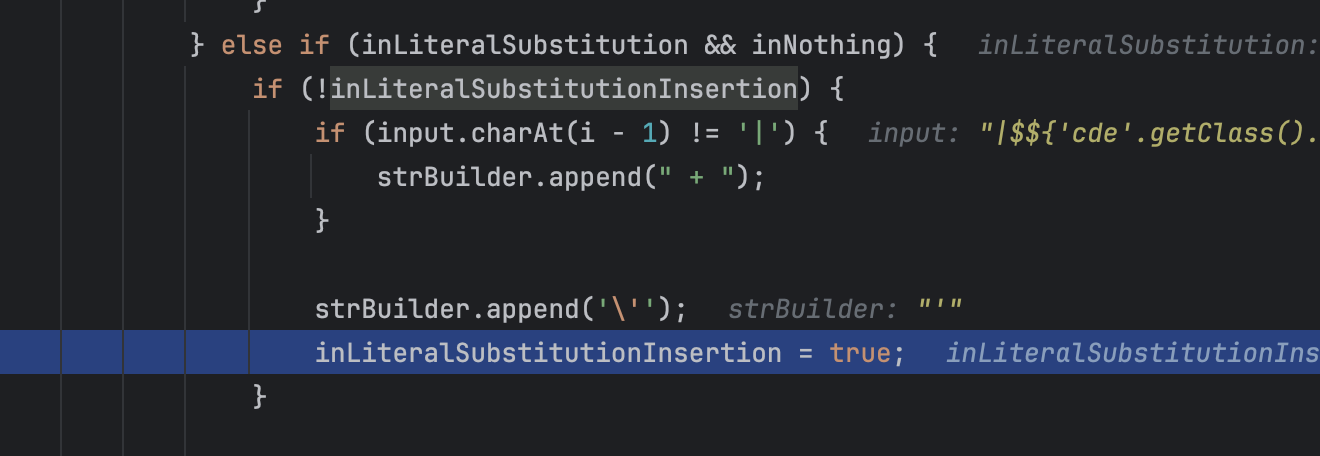 }
} else if (inLiteralSubstitution && inNothing) { inLiteralSubstitution:
if (!inLiteralSubstitutionInsertion) {
if (input.charAt(i - 1) != '|') { input: "|$${'cde'.getClass().
strBuilder.append(" + ");
}
strBuilder.append('\''); strBuilder: "'"
inLiteralSubstitutionInsertion = true; inLiteralSubstitutionIns
}